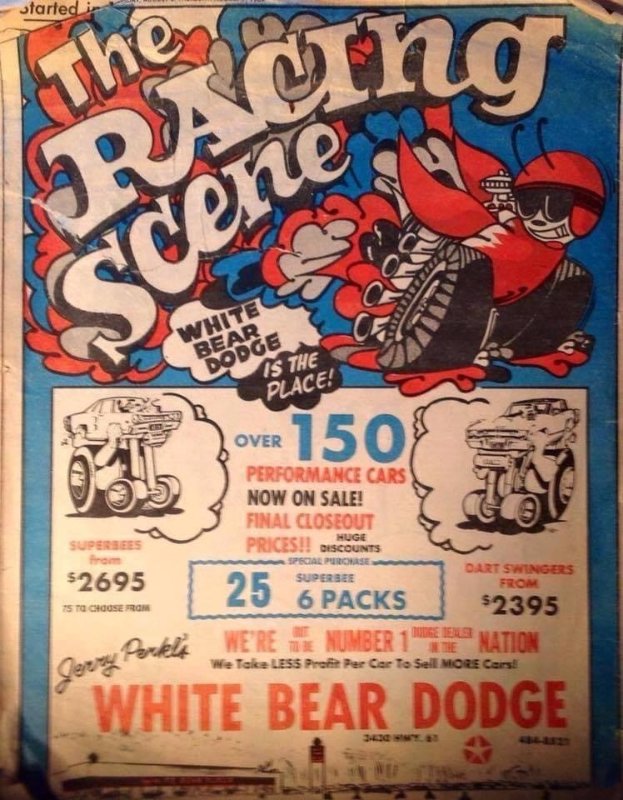 Started in
The
RACING
Scene
WHITE
BEAR
DODGE
IS THE
PLACE!
OVER 150
PERFORMANCE CARS
NOW ON SALE!
FINAL CLOSEOUT
PRICES!! HUGE DISCOUNTS
SUPERBEES
from
$2695
75 TO CHOOSE FROM
SPECIAL PURCHASE
25 SUPERBEE
6 PACKS
DART SWINGERS
FROM
$2395
Jerry Perkl's
WE'RE OUT TO BE NUMBER 1 DODGE DEALER IN THE NATION
We Take LESS Profit Per Car To Sell MORE Cars!
WHITE BEAR DODGE
3430 HWY. 61